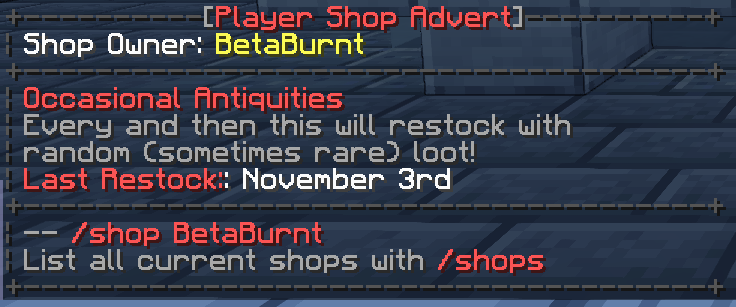 +--------------[Player Shop Advert]--------------+
| Shop Owner: BetaBurnt
+------------------------------------------------+
| Occasional Antiquities
| Every and then this will restock with
| random (sometimes rare) loot!
| Last Restock:: November 3rd
+------------------------------------------------+
| -- /shop BetaBurnt
| List all current shops with /shops
+------------------------------------------------+